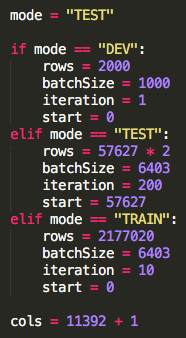 mode = "TEST"
if mode == "DEV":
    rows = 2000
    batchSize = 1000
    iteration = 1
    start = 0
elif mode == "TEST":
    rows = 57627 * 2
    batchSize = 6403
    iteration = 200
    start = 57627
elif mode == "TRAIN":
    rows = 2177020
    batchSize = 6403
    iteration = 10
    start = 0
cols = 11392 + 1